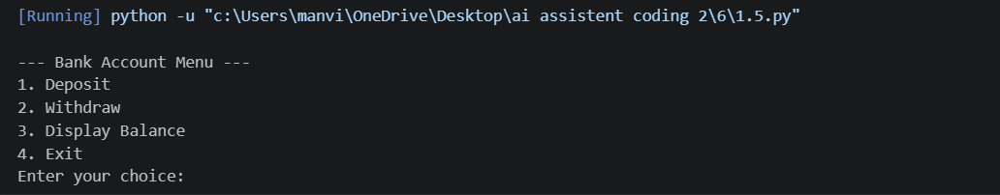 [Running] python -u "c:\Users\manvi\OneDrive\Desktop\ai assistent coding 2\6\1.5.py"
--- Bank Account Menu ---
1. Deposit
2. Withdraw
3. Display Balance
4. Exit
Enter your choice: